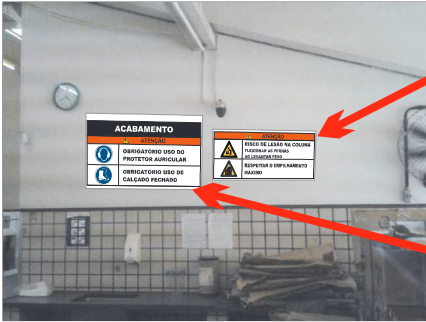 ACABAMENTO
ATENÇÃO
OBRIGATÓRIO USO DO
PROTETOR AURICULAR
OBRIGATÓRIO USO DE
CALÇADO FECHADO
ATENÇÃO
RISCO DE LESÃO NA COLUNA
FLEXIONAR AS PERNAS
AO LEVANTAR PESO
RESPEITAR O EMPILHAMENTO
MÁXIMO